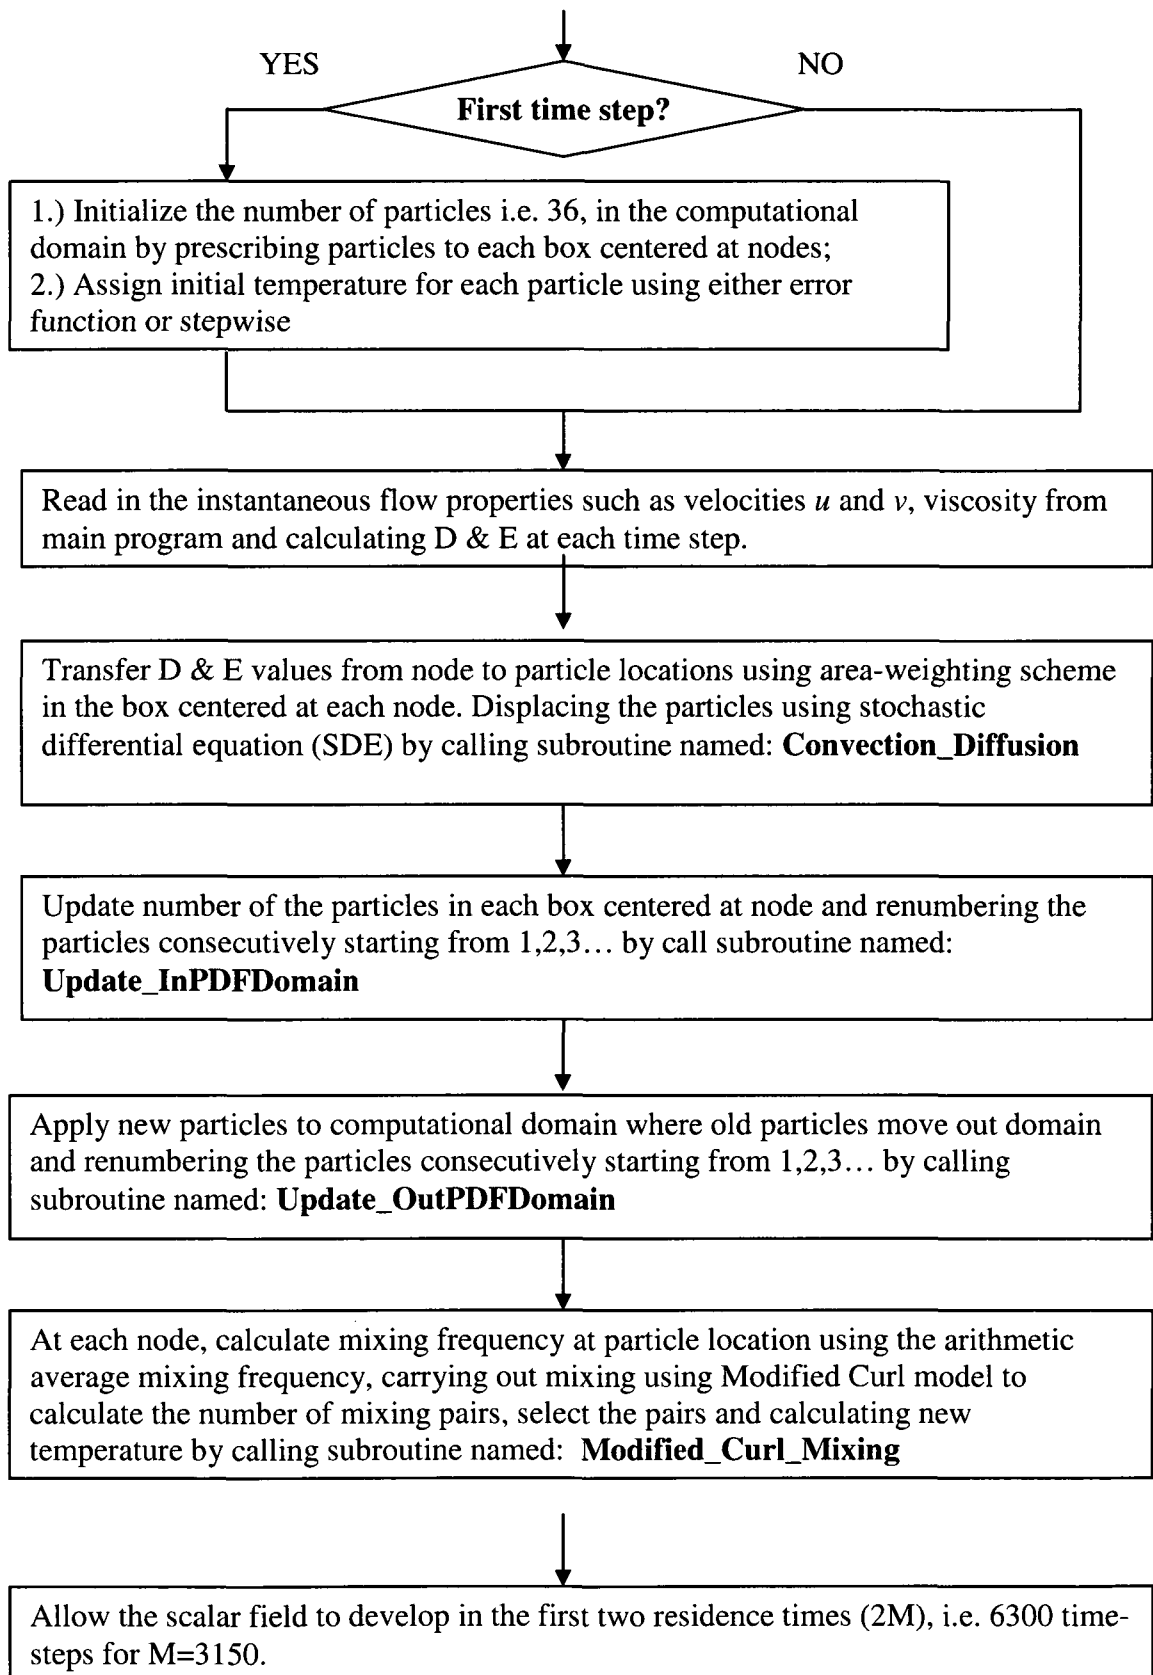 YES
NO
First time step?
1.) Initialize the number of particles i.e. 36, in the computational
domain by prescribing particles to each box centered at nodes;
2.) Assign initial temperature for each particle using either error
function or stepwise
Read in the instantaneous flow properties such as velocities u and v, viscosity from
main program and calculating D & E at each time step.
Transfer D & E values from node to particle locations using area-weighting scheme
in the box centered at each node. Displacing the particles using stochastic
differential equation (SDE) by calling subroutine named: Convection_Diffusion
Update number of the particles in each box centered at node and renumbering the
particles consecutively starting from 1,2,3... by call subroutine named:
Update_InPDFDomain
Apply new particles to computational domain where old particles move out domain
and renumbering the particles consecutively starting from 1,2,3... by calling
subroutine named: Update_OutPDFDomain
At each node, calculate mixing frequency at particle location using the arithmetic
average mixing frequency, carrying out mixing using Modified Curl model to
calculate the number of mixing pairs, select the pairs and calculating new
temperature by calling subroutine named: Modified_Curl_Mixing
Allow the scalar field to develop in the first two residence times (2M), i.e. 6300 time-
steps for M=3150.